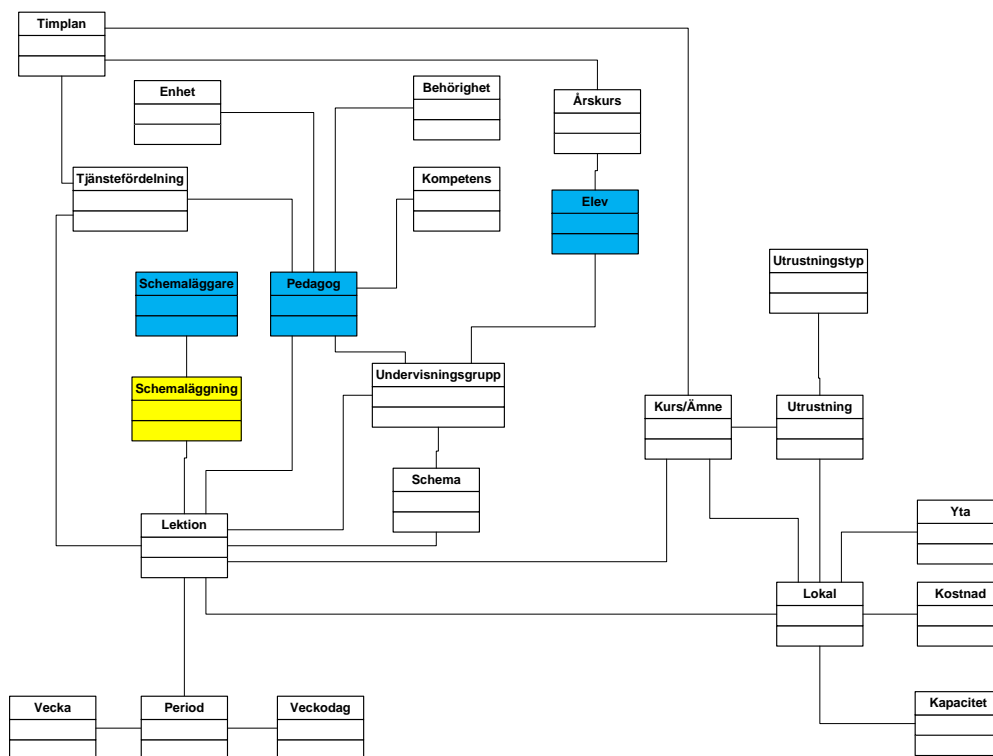 Timplan
Enhet
Behörighet
Årskurs
Tjänstefördelning
Kompetens
Elev
Utrustningstyp
Schemaläggare
Pedagog
Undervisningsgrupp
Schemaläggning
Kurs/Ämne
Utrustning
Schema
Lektion
Yta
Lokal
Kostnad
Vecka
Period
Veckodag
Kapacitet